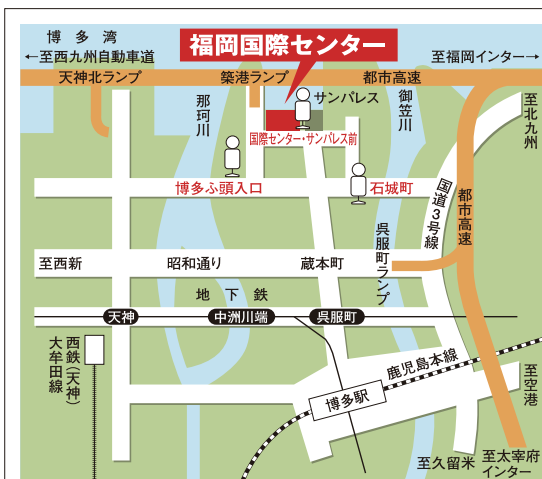 博多湾
福岡国際センター
←至西九州自動車道
至福岡インター→
天神北ランプ
築港ランプ
都市高速
那珂川
サンパレス
御笠川
至北九州
国際センター・サンパレス前
博多ふ頭入口
石城町
国道3号線
都市高速
呉服町ランプ
至西新
昭和通り
蔵本町
地下鉄
天神
中洲川端
呉服町
西鉄(天神)
大牟田線
鹿児島本線
博多駅
至空港
至久留米
至太宰府
インター